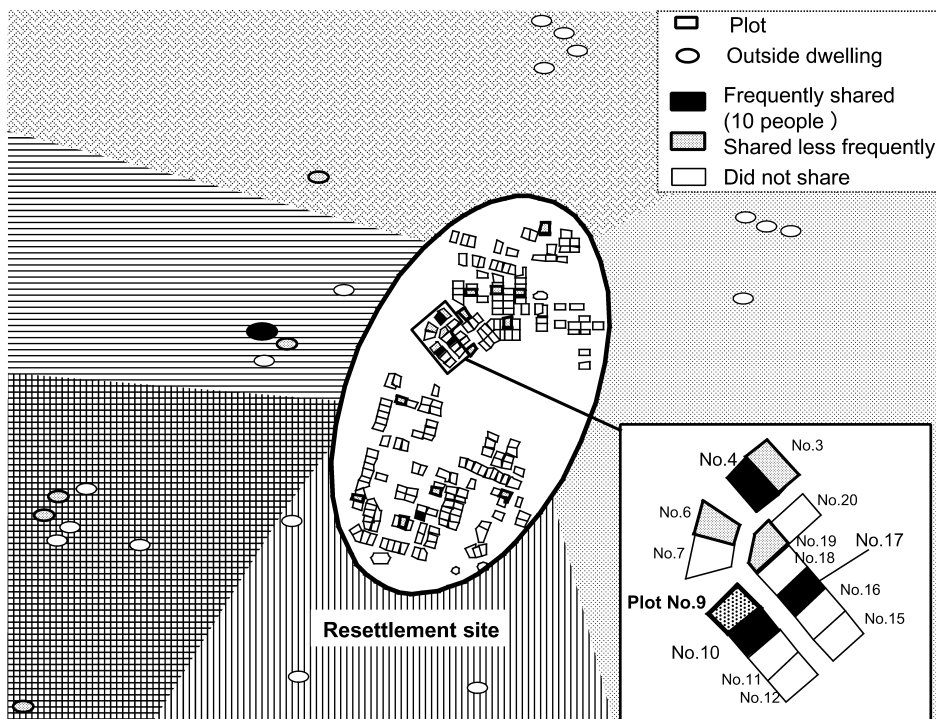 Plot
Outside dwelling
Frequently shared
(10 people )
Shared less frequently
Did not share
No.3
No.4
No.20
No.6
No.19
No.7
No.18
No.17
Plot No.9
No.16
No.15
No.10
No.11
No.12
Resettlement site